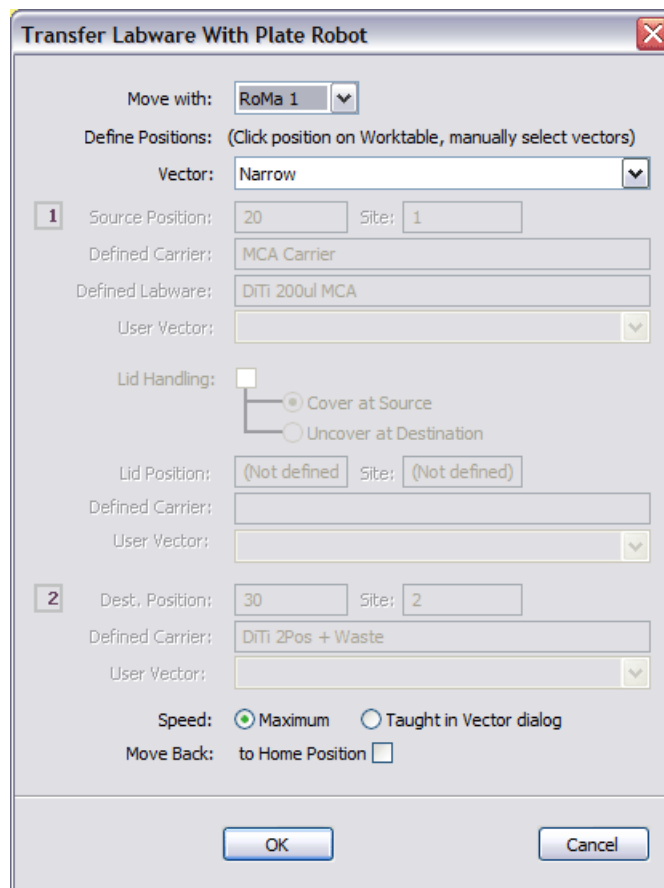 Transfer Labware With Plate Robot
Move with: RoMa 1
Define Positions: (Click position on Worktable, manually select vectors)
Vector: Narrow
1 Source Position: 20 Site: 1
Defined Carrier: MCA Carrier
Defined Labware: DiTi 200ul MCA
User Vector:
Lid Handling:
Cover at Source
Uncover at Destination
Lid Position: (Not defined Site: (Not defined)
Defined Carrier:
User Vector:
2 Dest. Position: 30 Site: 2
Defined Carrier: DiTi 2Pos + Waste
User Vector:
Speed: Maximum Taught in Vector dialog
Move Back: to Home Position
OK Cancel